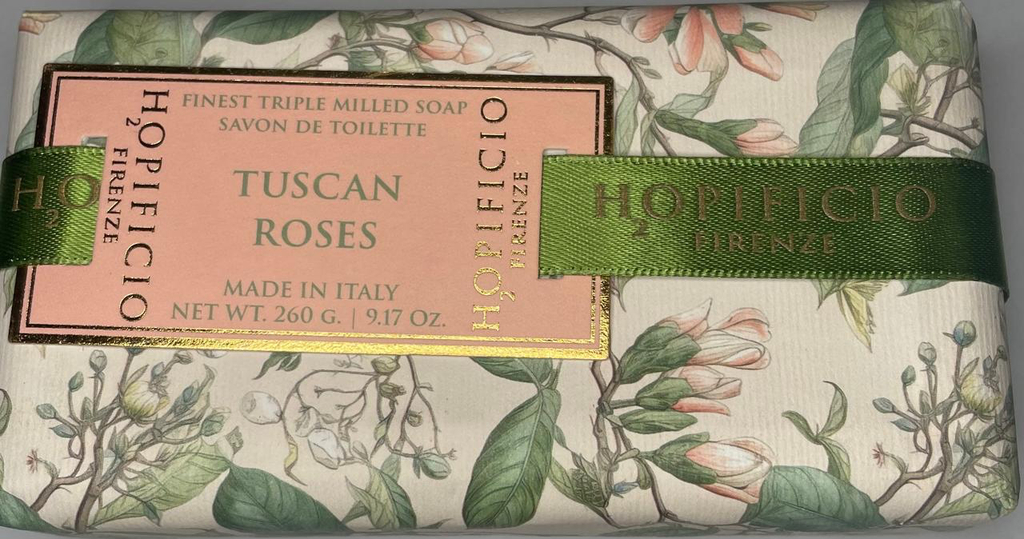 FINEST TRIPLE MILLED SOAP
SAVON DE TOILETTE
TUSCAN
ROSES
MADE IN ITALY
NET WT. 260 G. | 9.17 OZ.
H₂OPIFICIO
FIRENZE
H₂OPIFICIO
FIRENZE
H₂O
H₂OPIFICIO
FIRENZE